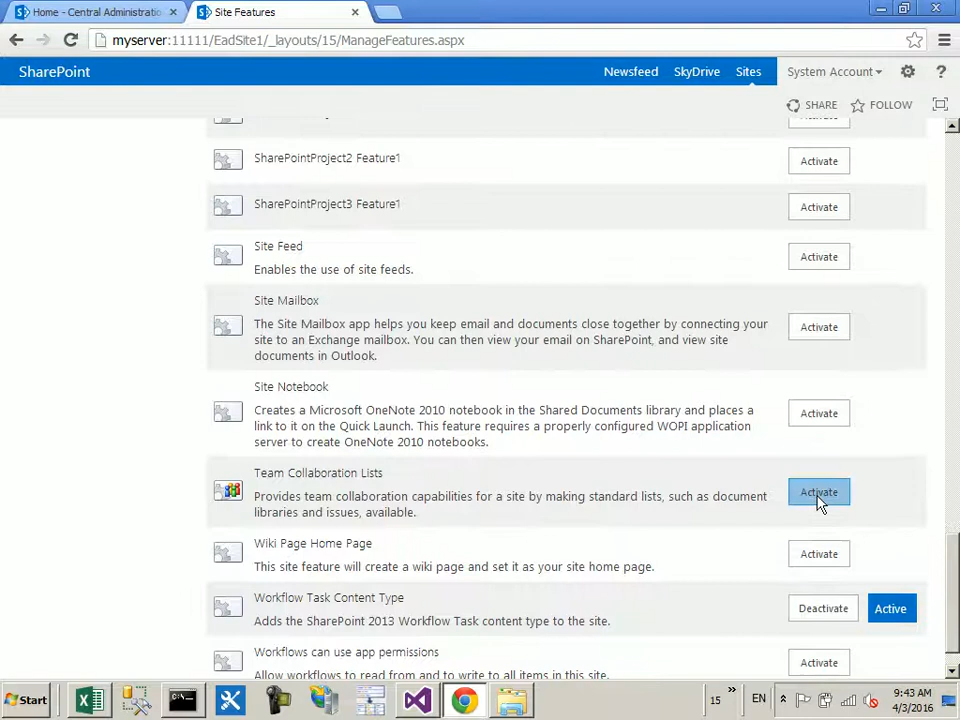 Home - Central Administratio
Site Features
myserver:11111/EadSite1/_layouts/15/ManageFeatures.aspx
SharePoint
Newsfeed
SkyDrive
Sites
System Account
?
SHARE
FOLLOW
SharePointProject2 Feature1
Activate
SharePointProject3 Feature1
Activate
Site Feed
Enables the use of site feeds.
Activate
Site Mailbox
The Site Mailbox app helps you keep email and documents close together by connecting your
site to an Exchange mailbox. You can then view your email on SharePoint, and view site
documents in Outlook.
Activate
Site Notebook
Creates a Microsoft OneNote 2010 notebook in the Shared Documents library and places a
link to it on the Quick Launch. This feature requires a properly configured WOPI application
server to create OneNote 2010 notebooks.
Activate
Team Collaboration Lists
Provides team collaboration capabilities for a site by making standard lists, such as document
libraries and issues, available.
Activate
Wiki Page Home Page
This site feature will create a wiki page and set it as your site home page.
Activate
Workflow Task Content Type
Adds the SharePoint 2013 Workflow Task content type to the site.
Deactivate
Active
Workflows can use app permissions
Allow workflows to read from and to write to all items in this site.
Activate
Start
15
EN
9:43 AM
4/3/2016